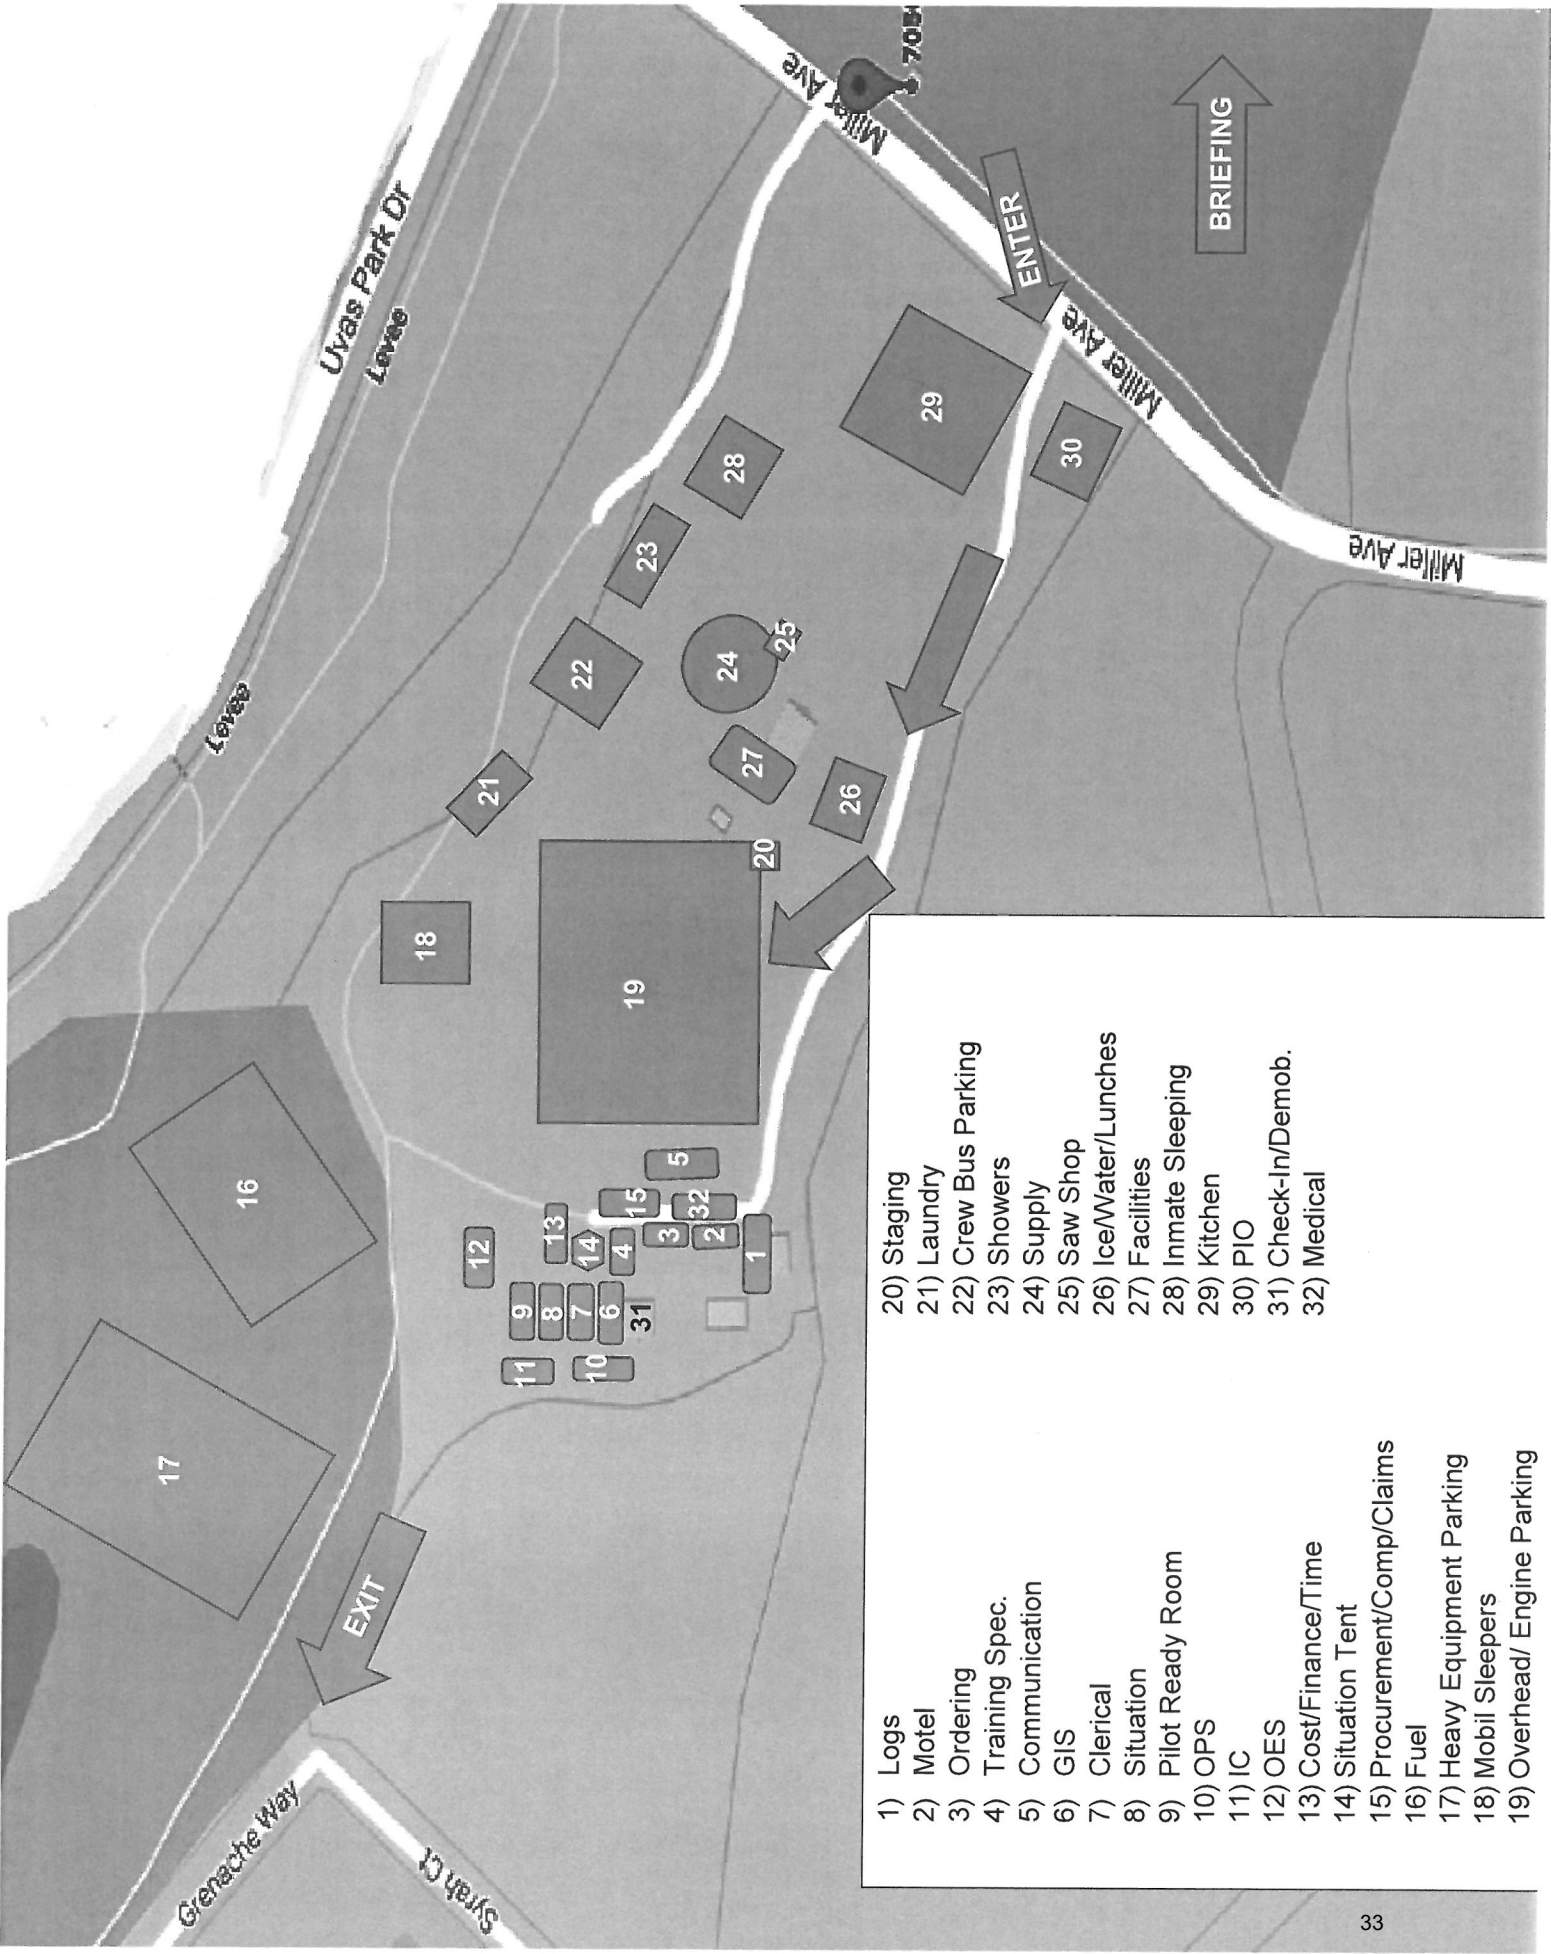 Uvas Park Dr
Levee
Levee
Miller Ave
Miller Ave
Miller Ave
Miller Ave
ENTER
BRIEFING
EXIT
Grenache Way
Syrah Ct
17
16
18
19
20
21
22
23
24
25
26
27
28
29
30
12
13
14
15
32
5
4
3
2
1
9
8
7
6
31
11
10
1) Logs
2) Motel
3) Ordering
4) Training Spec.
5) Communication
6) GIS
7) Clerical
8) Situation
9) Pilot Ready Room
10) OPS
11) IC
12) OES
13) Cost/Finance/Time
14) Situation Tent
15) Procurement/Comp/Claims
16) Fuel
17) Heavy Equipment Parking
18) Mobil Sleepers
19) Overhead/ Engine Parking
20) Staging
21) Laundry
22) Crew Bus Parking
23) Showers
24) Supply
25) Saw Shop
26) Ice/Water/Lunches
27) Facilities
28) Inmate Sleeping
29) Kitchen
30) PIO
31) Check-In/Demob.
32) Medical
33